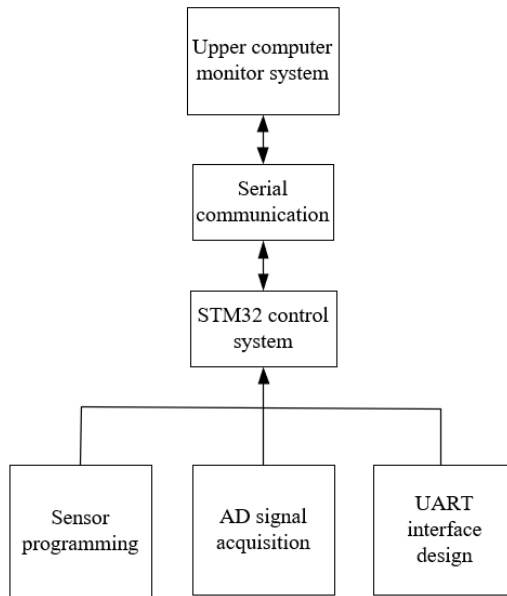 Upper computer
monitor system
Serial
communication
STM32 control
system
Sensor
programming
AD signal
acquisition
UART
interface
design